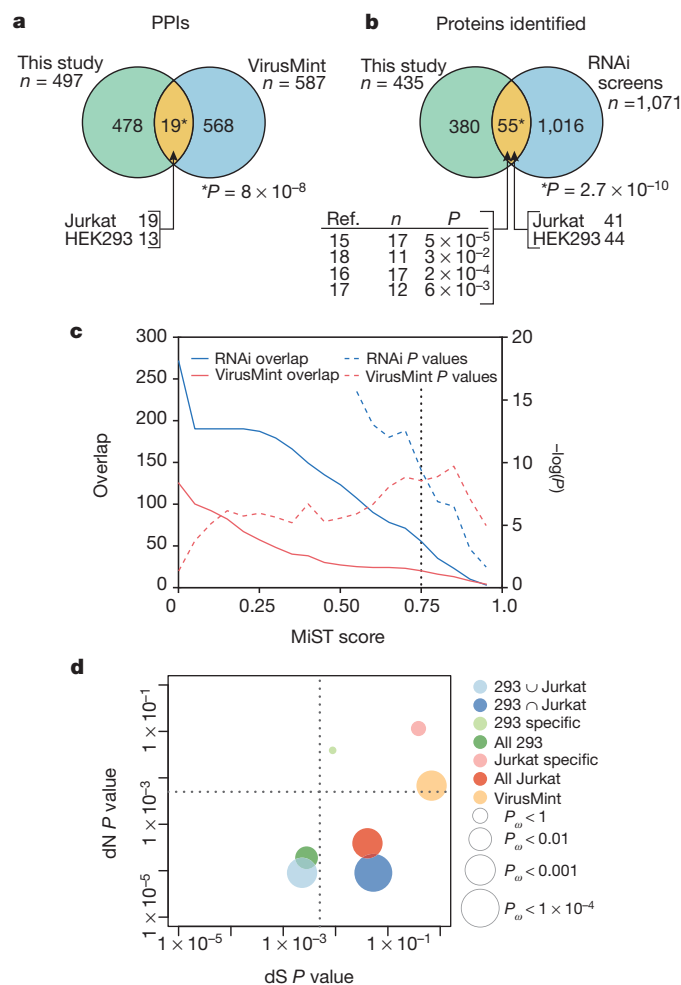 a
PPIs
This study
n = 497
VirusMint
n = 587
478
19*
568
*P = 8 × 10⁻⁸
Jurkat 19
HEK293 13
b
Proteins identified
This study
n = 435
RNAi
screens
n = 1,071
380
55*
1,016
*P = 2.7 × 10⁻¹⁰
Ref. n P
15 17 5 × 10⁻⁵
18 11 3 × 10⁻²
16 17 2 × 10⁻⁴
17 12 6 × 10⁻³
Jurkat 41
HEK293 44
c
RNAi overlap
VirusMint overlap
RNAi P values
VirusMint P values
300
250
200
150
100
50
0
Overlap
20
15
10
5
0
–log(P)
0 0.25 0.50 0.75 1.0
MiST score
d
1 × 10⁻¹
1 × 10⁻³
1 × 10⁻⁵
dN P value
1 × 10⁻⁵ 1 × 10⁻³ 1 × 10⁻¹
dS P value
293 ∪ Jurkat
293 ∩ Jurkat
293 specific
All 293
Jurkat specific
All Jurkat
VirusMint
Pω < 1
Pω < 0.01
Pω < 0.001
Pω < 1 × 10⁻⁴